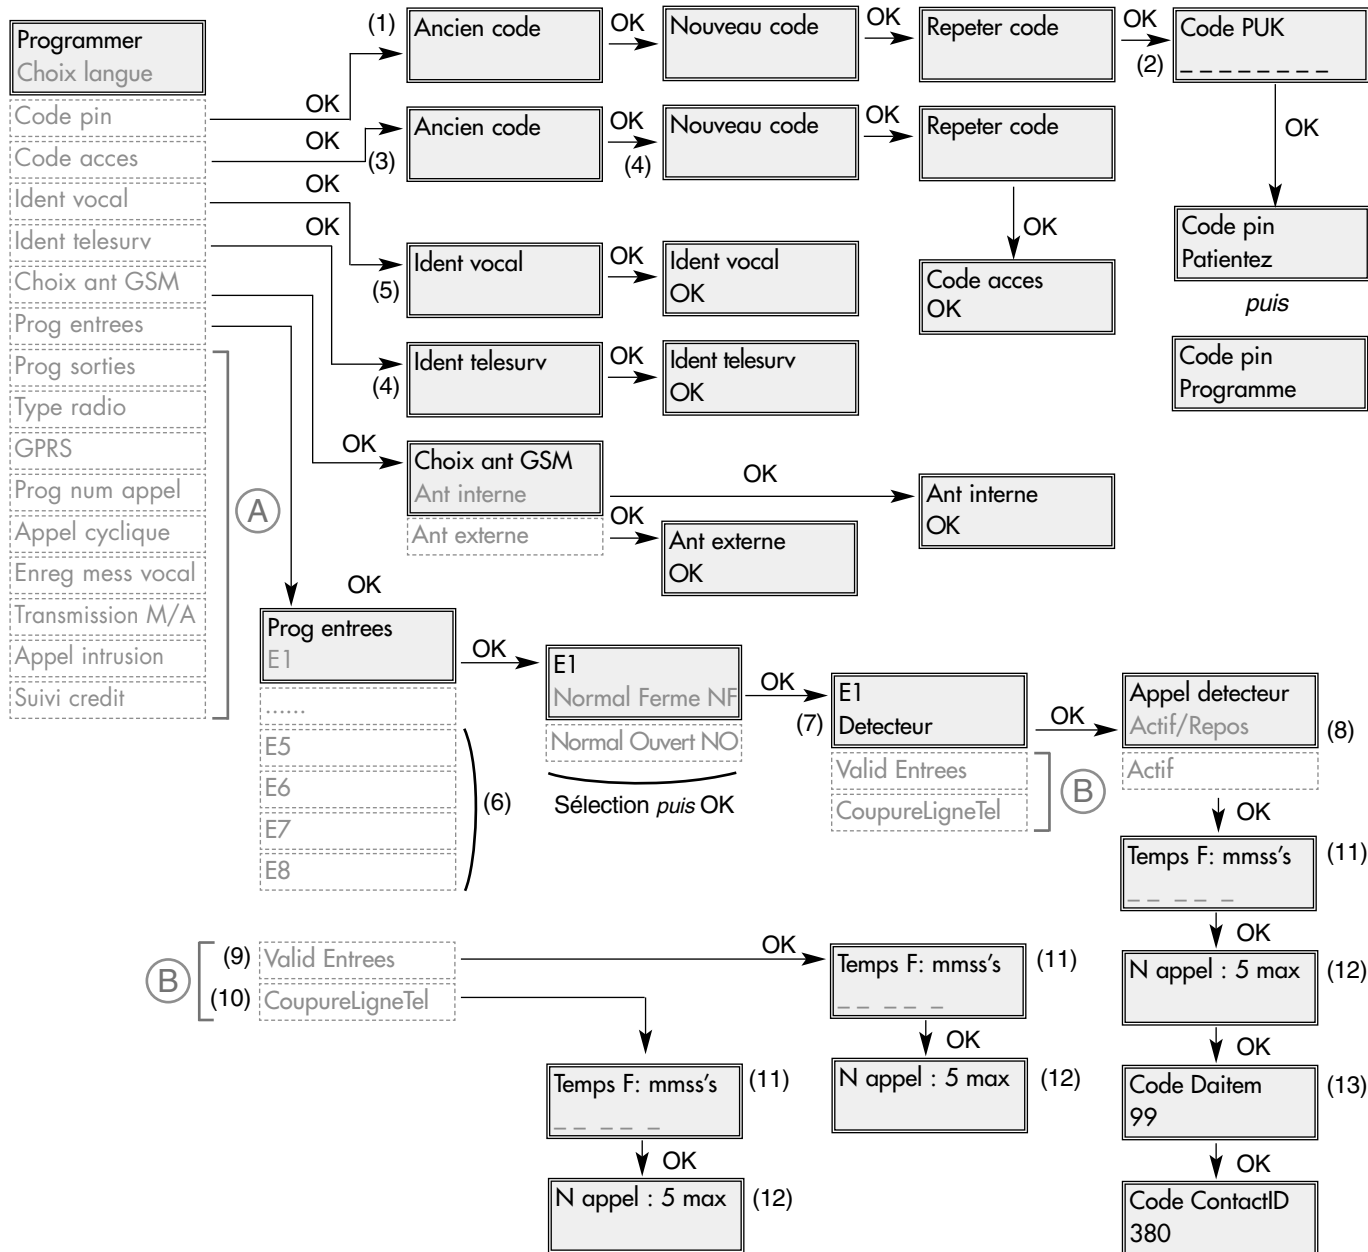 Programmer
Choix langue
Code pin
Code acces
Ident vocal
Ident telesurv
Choix ant GSM
Prog entrees
Prog sorties
Type radio
GPRS
Prog num appel
Appel cyclique
Enreg mess vocal
Transmission M/A
Appel intrusion
Suivi credit
A
OK
(1)
Ancien code
OK
Nouveau code
OK
Repeter code
OK
(2)
Code PUK
_ _ _ _ _ _ _ _
OK
Code pin
Patientez
puis
Code pin
Programme
OK
(3)
Ancien code
OK
(4)
Nouveau code
OK
Repeter code
OK
Code acces
OK
OK
(5)
Ident vocal
OK
Ident vocal
OK
OK
(4)
Ident telesurv
OK
Ident telesurv
OK
OK
Choix ant GSM
Ant interne
Ant externe
OK
Ant interne
OK
OK
Ant externe
OK
OK
Prog entrees
E1
......
E5
E6
E7
E8
(6)
OK
E1
Normal Ferme NF
Normal Ouvert NO
Sélection puis OK
OK
(7)
E1
Detecteur
Valid Entrees
CoupureLigneTel
B
OK
Appel detecteur
Actif/Repos
(8)
Actif
OK
Temps F: mmss's
_ _ _ _ _
(11)
OK
N appel : 5 max
(12)
OK
Code Daitem
99
(13)
OK
Code ContactID
380
B
(9)
Valid Entrees
(10)
CoupureLigneTel
OK
Temps F: mmss's
_ _ _ _ _
(11)
OK
N appel : 5 max
(12)
Temps F: mmss's
_ _ _ _ _
(11)
OK
N appel : 5 max
(12)